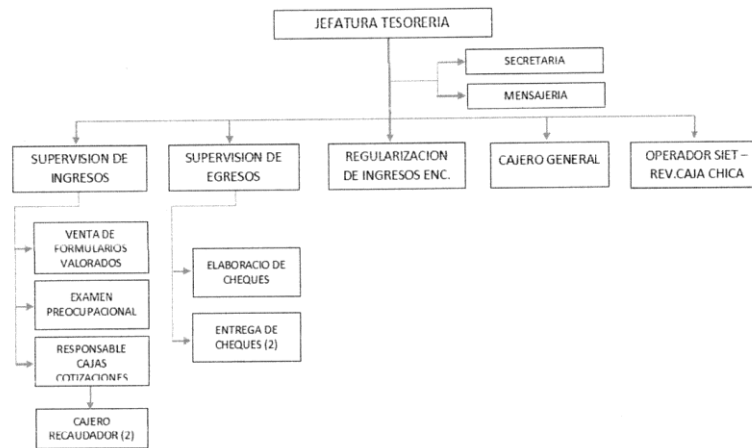 JEFATURA TESORERIA
SECRETARIA
MENSAJERIA
SUPERVISION DE
INGRESOS
SUPERVISION DE
EGRESOS
REGULARIZACION
DE INGRESOS ENC.
CAJERO GENERAL
OPERADOR SIET –
REV.CAJA CHICA
VENTA DE
FORMULARIOS
VALORADOS
EXAMEN
PREOCUPACIONAL
RESPONSABLE
CAJAS
COTIZACIONES
CAJERO
RECAUDADOR (2)
ELABORACIO DE
CHEQUES
ENTREGA DE
CHEQUES (2)